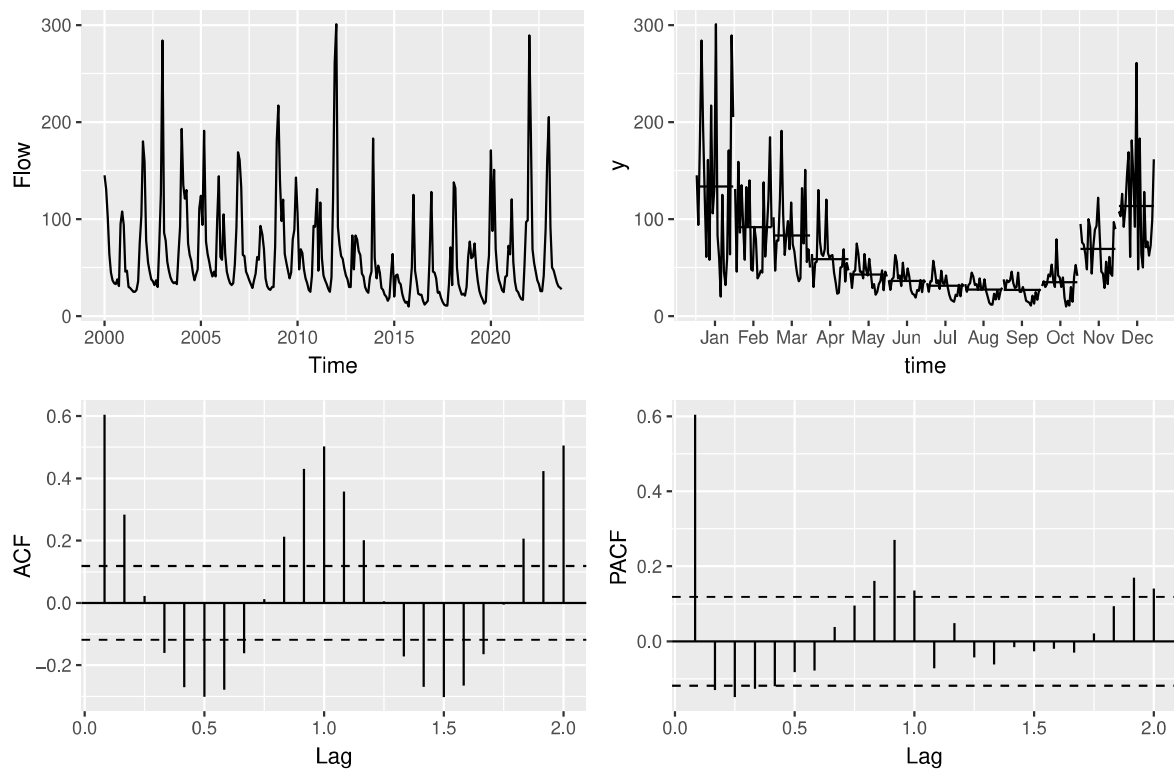 300
200
100
0
Flow
2000 2005 2010 2015 2020
Time
300
200
100
0
y
Jan Feb Mar Apr May Jun Jul Aug Sep Oct Nov Dec
time
0.6
0.4
0.2
0.0
−0.2
ACF
0.0 0.5 1.0 1.5 2.0
Lag
0.6
0.4
0.2
0.0
PACF
0.0 0.5 1.0 1.5 2.0
Lag